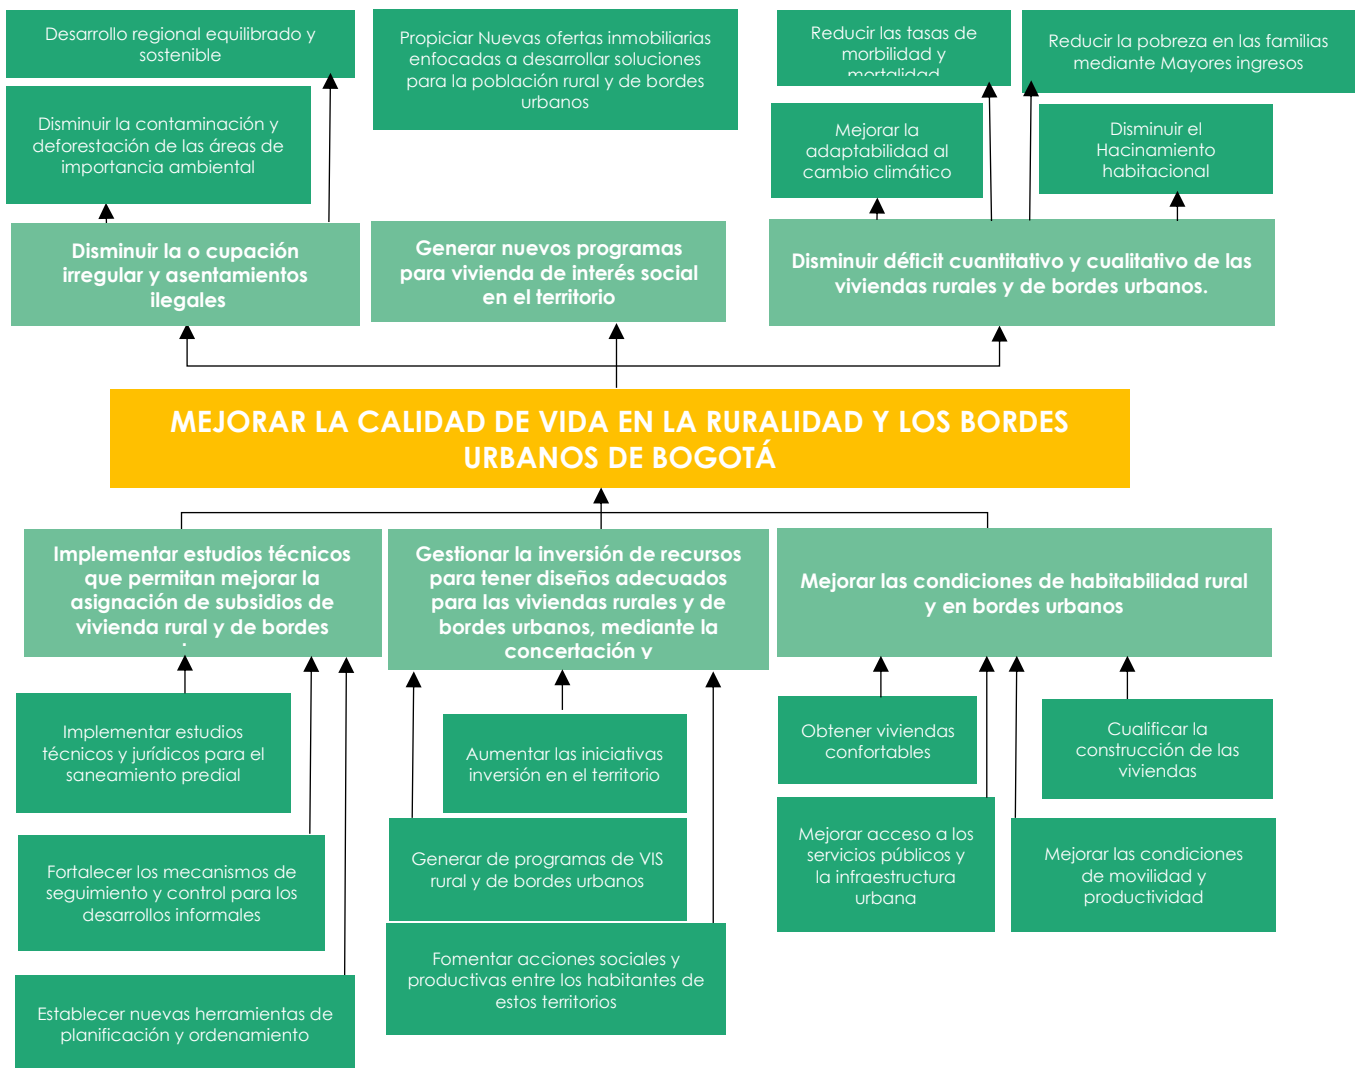 Desarrollo regional equilibrado y
sostenible
Propiciar Nuevas ofertas inmobiliarias
enfocadas a desarrollar soluciones
para la población rural y de bordes
urbanos
Reducir las tasas de
morbilidad y
mortalidad
Reducir la pobreza en las familias
mediante Mayores ingresos
Disminuir la contaminación y
deforestación de las áreas de
importancia ambiental
Mejorar la
adaptabilidad al
cambio climático
Disminuir el
Hacinamiento
habitacional
Disminuir la o cupación
irregular y asentamientos
ilegales
Generar nuevos programas
para vivienda de interés social
en el territorio
Disminuir déficit cuantitativo y cualitativo de las
viviendas rurales y de bordes urbanos.
MEJORAR LA CALIDAD DE VIDA EN LA RURALIDAD Y LOS BORDES
URBANOS DE BOGOTÁ
Implementar estudios técnicos
que permitan mejorar la
asignación de subsidios de
vivienda rural y de bordes
Gestionar la inversión de recursos
para tener diseños adecuados
para las viviendas rurales y de
bordes urbanos, mediante la
concertación y
Mejorar las condiciones de habitabilidad rural
y en bordes urbanos
Implementar estudios
técnicos y jurídicos para el
saneamiento predial
Aumentar las iniciativas
inversión en el territorio
Obtener viviendas
confortables
Cualificar la
construcción de las
viviendas
Fortalecer los mecanismos de
seguimiento y control para los
desarrollos informales
Generar de programas de VIS
rural y de bordes urbanos
Mejorar acceso a los
servicios públicos y
la infraestructura
urbana
Mejorar las condiciones
de movilidad y
productividad
Establecer nuevas herramientas de
planificación y ordenamiento
Fomentar acciones sociales y
productivas entre los habitantes de
estos territorios